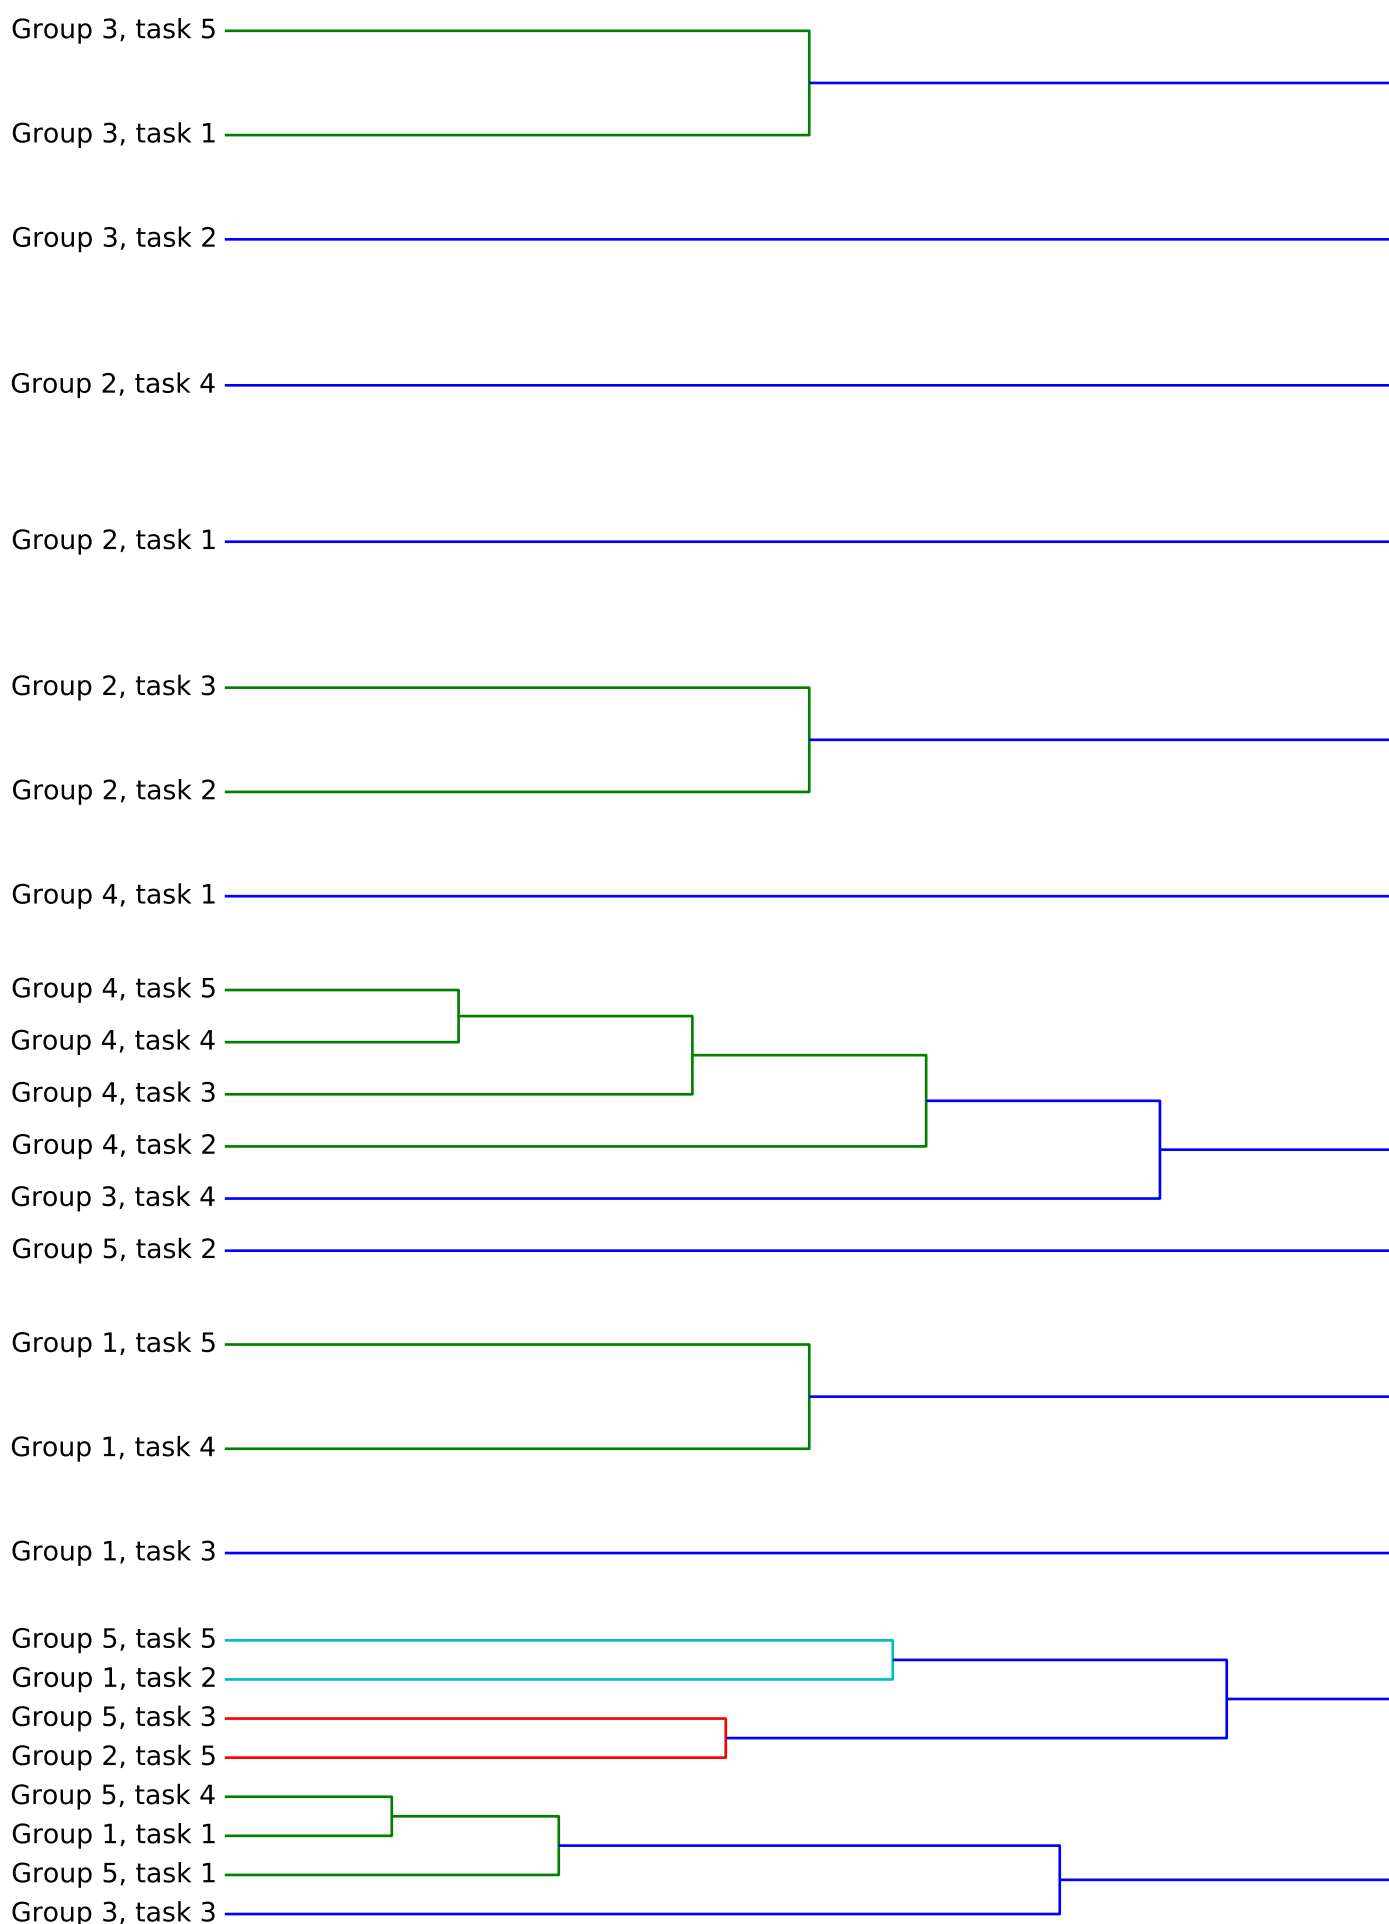 Group 3, task 5
Group 3, task 1
Group 3, task 2
Group 2, task 4
Group 2, task 1
Group 2, task 3
Group 2, task 2
Group 4, task 1
Group 4, task 5
Group 4, task 4
Group 4, task 3
Group 4, task 2
Group 3, task 4
Group 5, task 2
Group 1, task 5
Group 1, task 4
Group 1, task 3
Group 5, task 5
Group 1, task 2
Group 5, task 3
Group 2, task 5
Group 5, task 4
Group 1, task 1
Group 5, task 1
Group 3, task 3